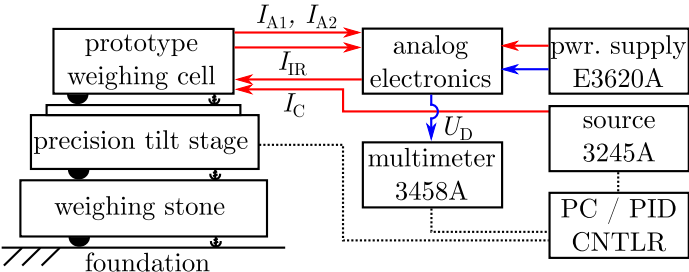 prototype
weighing cell
I_A1, I_A2
I_IR
I_C
analog
electronics
pwr. supply
E3620A
precision tilt stage
U_D
source
3245A
multimeter
3458A
weighing stone
PC / PID
CNTLR
foundation